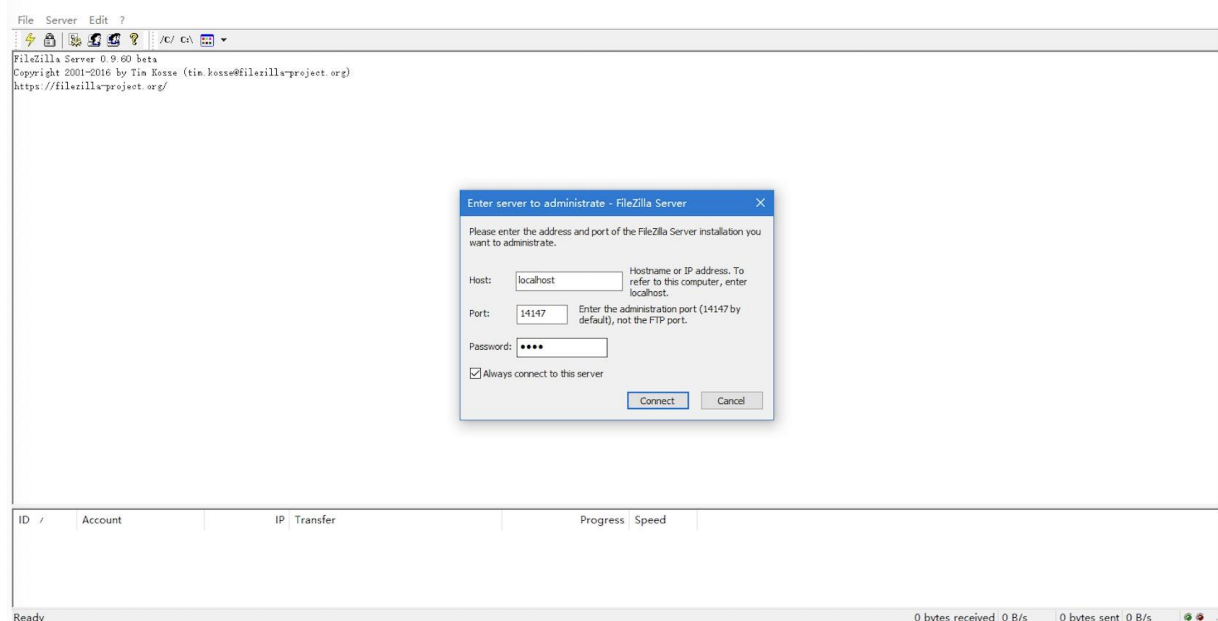 File Server Edit ?
/C/ C:\
FileZilla Server 0.9.60 beta
Copyright 2001-2016 by Tim Kosse (tim.kosse@filezilla-project.org)
https://filezilla-project.org/
Enter server to administrate - FileZilla Server
Please enter the address and port of the FileZilla Server installation you
want to administrate.
Host: localhost
Hostname or IP address. To
refer to this computer, enter
localhost.
Port: 14147
Enter the administration port (14147 by
default), not the FTP port.
Password: ••••
Always connect to this server
Connect Cancel
ID / Account IP Transfer Progress Speed
Ready 0 bytes received 0 B/s 0 bytes sent 0 B/s